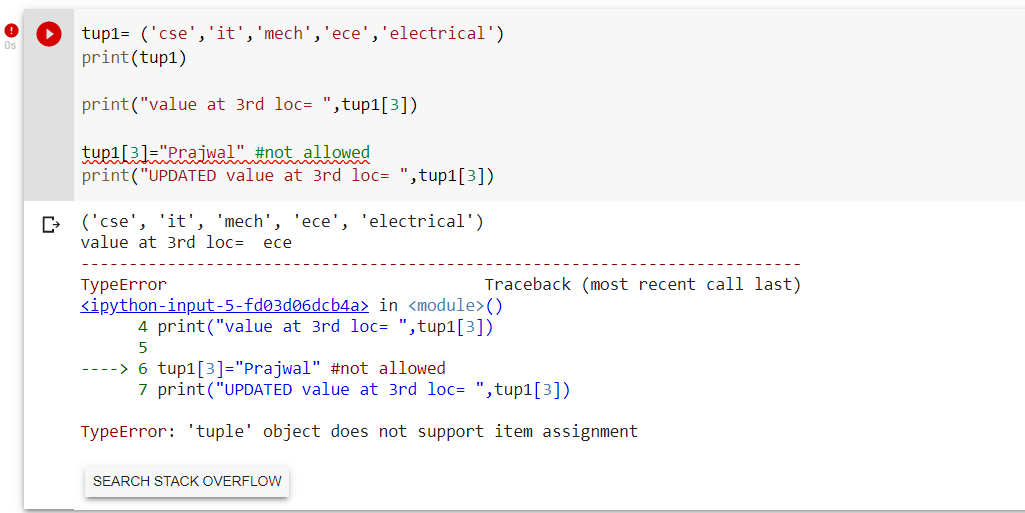 0s
tup1= ('cse','it','mech','ece','electrical')
print(tup1)
print("value at 3rd loc= ",tup1[3])
tup1[3]="Prajwal" #not allowed
print("UPDATED value at 3rd loc= ",tup1[3])
('cse', 'it', 'mech', 'ece', 'electrical')
value at 3rd loc=  ece
---------------------------------------------------------------------------
TypeError                                 Traceback (most recent call last)
<ipython-input-5-fd03d06dcb4a> in <module>()
      4 print("value at 3rd loc= ",tup1[3])
      5
----> 6 tup1[3]="Prajwal" #not allowed
      7 print("UPDATED value at 3rd loc= ",tup1[3])
TypeError: 'tuple' object does not support item assignment
SEARCH STACK OVERFLOW